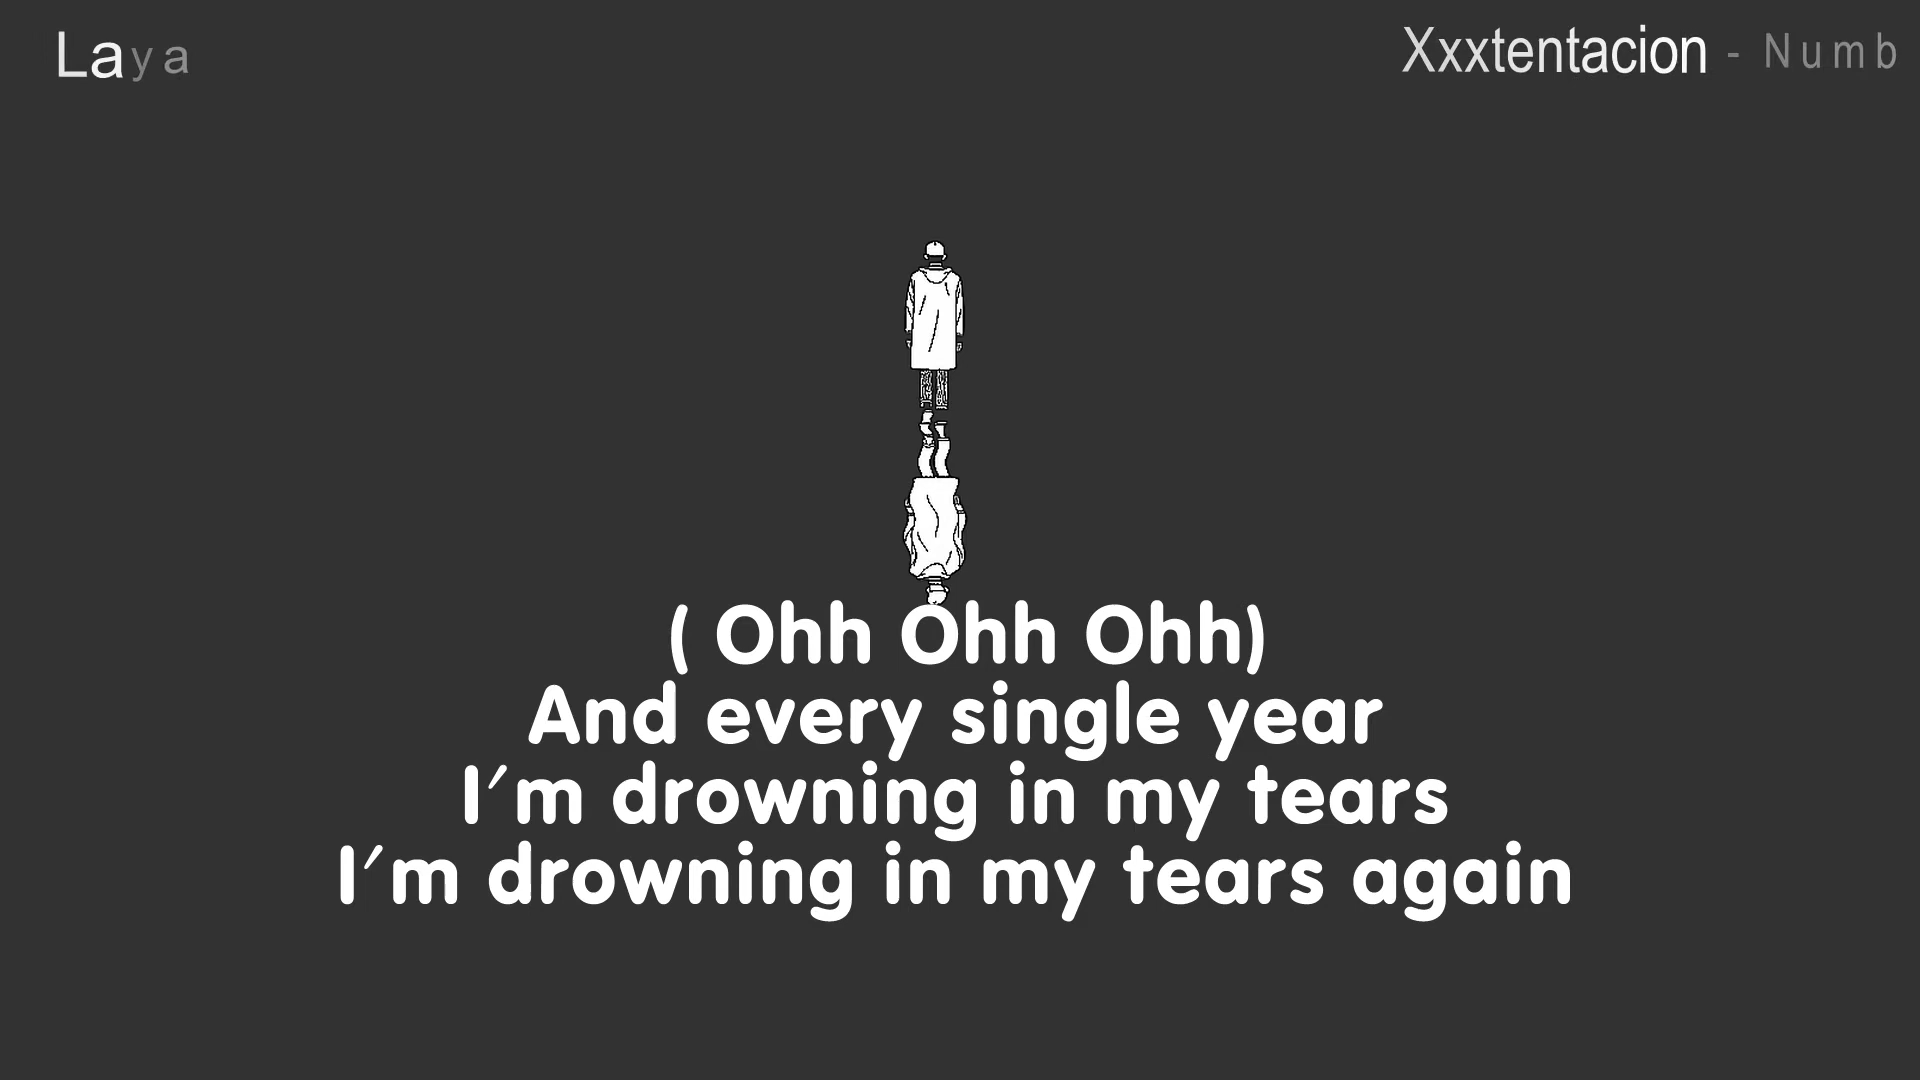 Laya
Xxxtentacion - Numb
( Ohh Ohh Ohh)
And every single year
I'm drowning in my tears
I'm drowning in my tears again